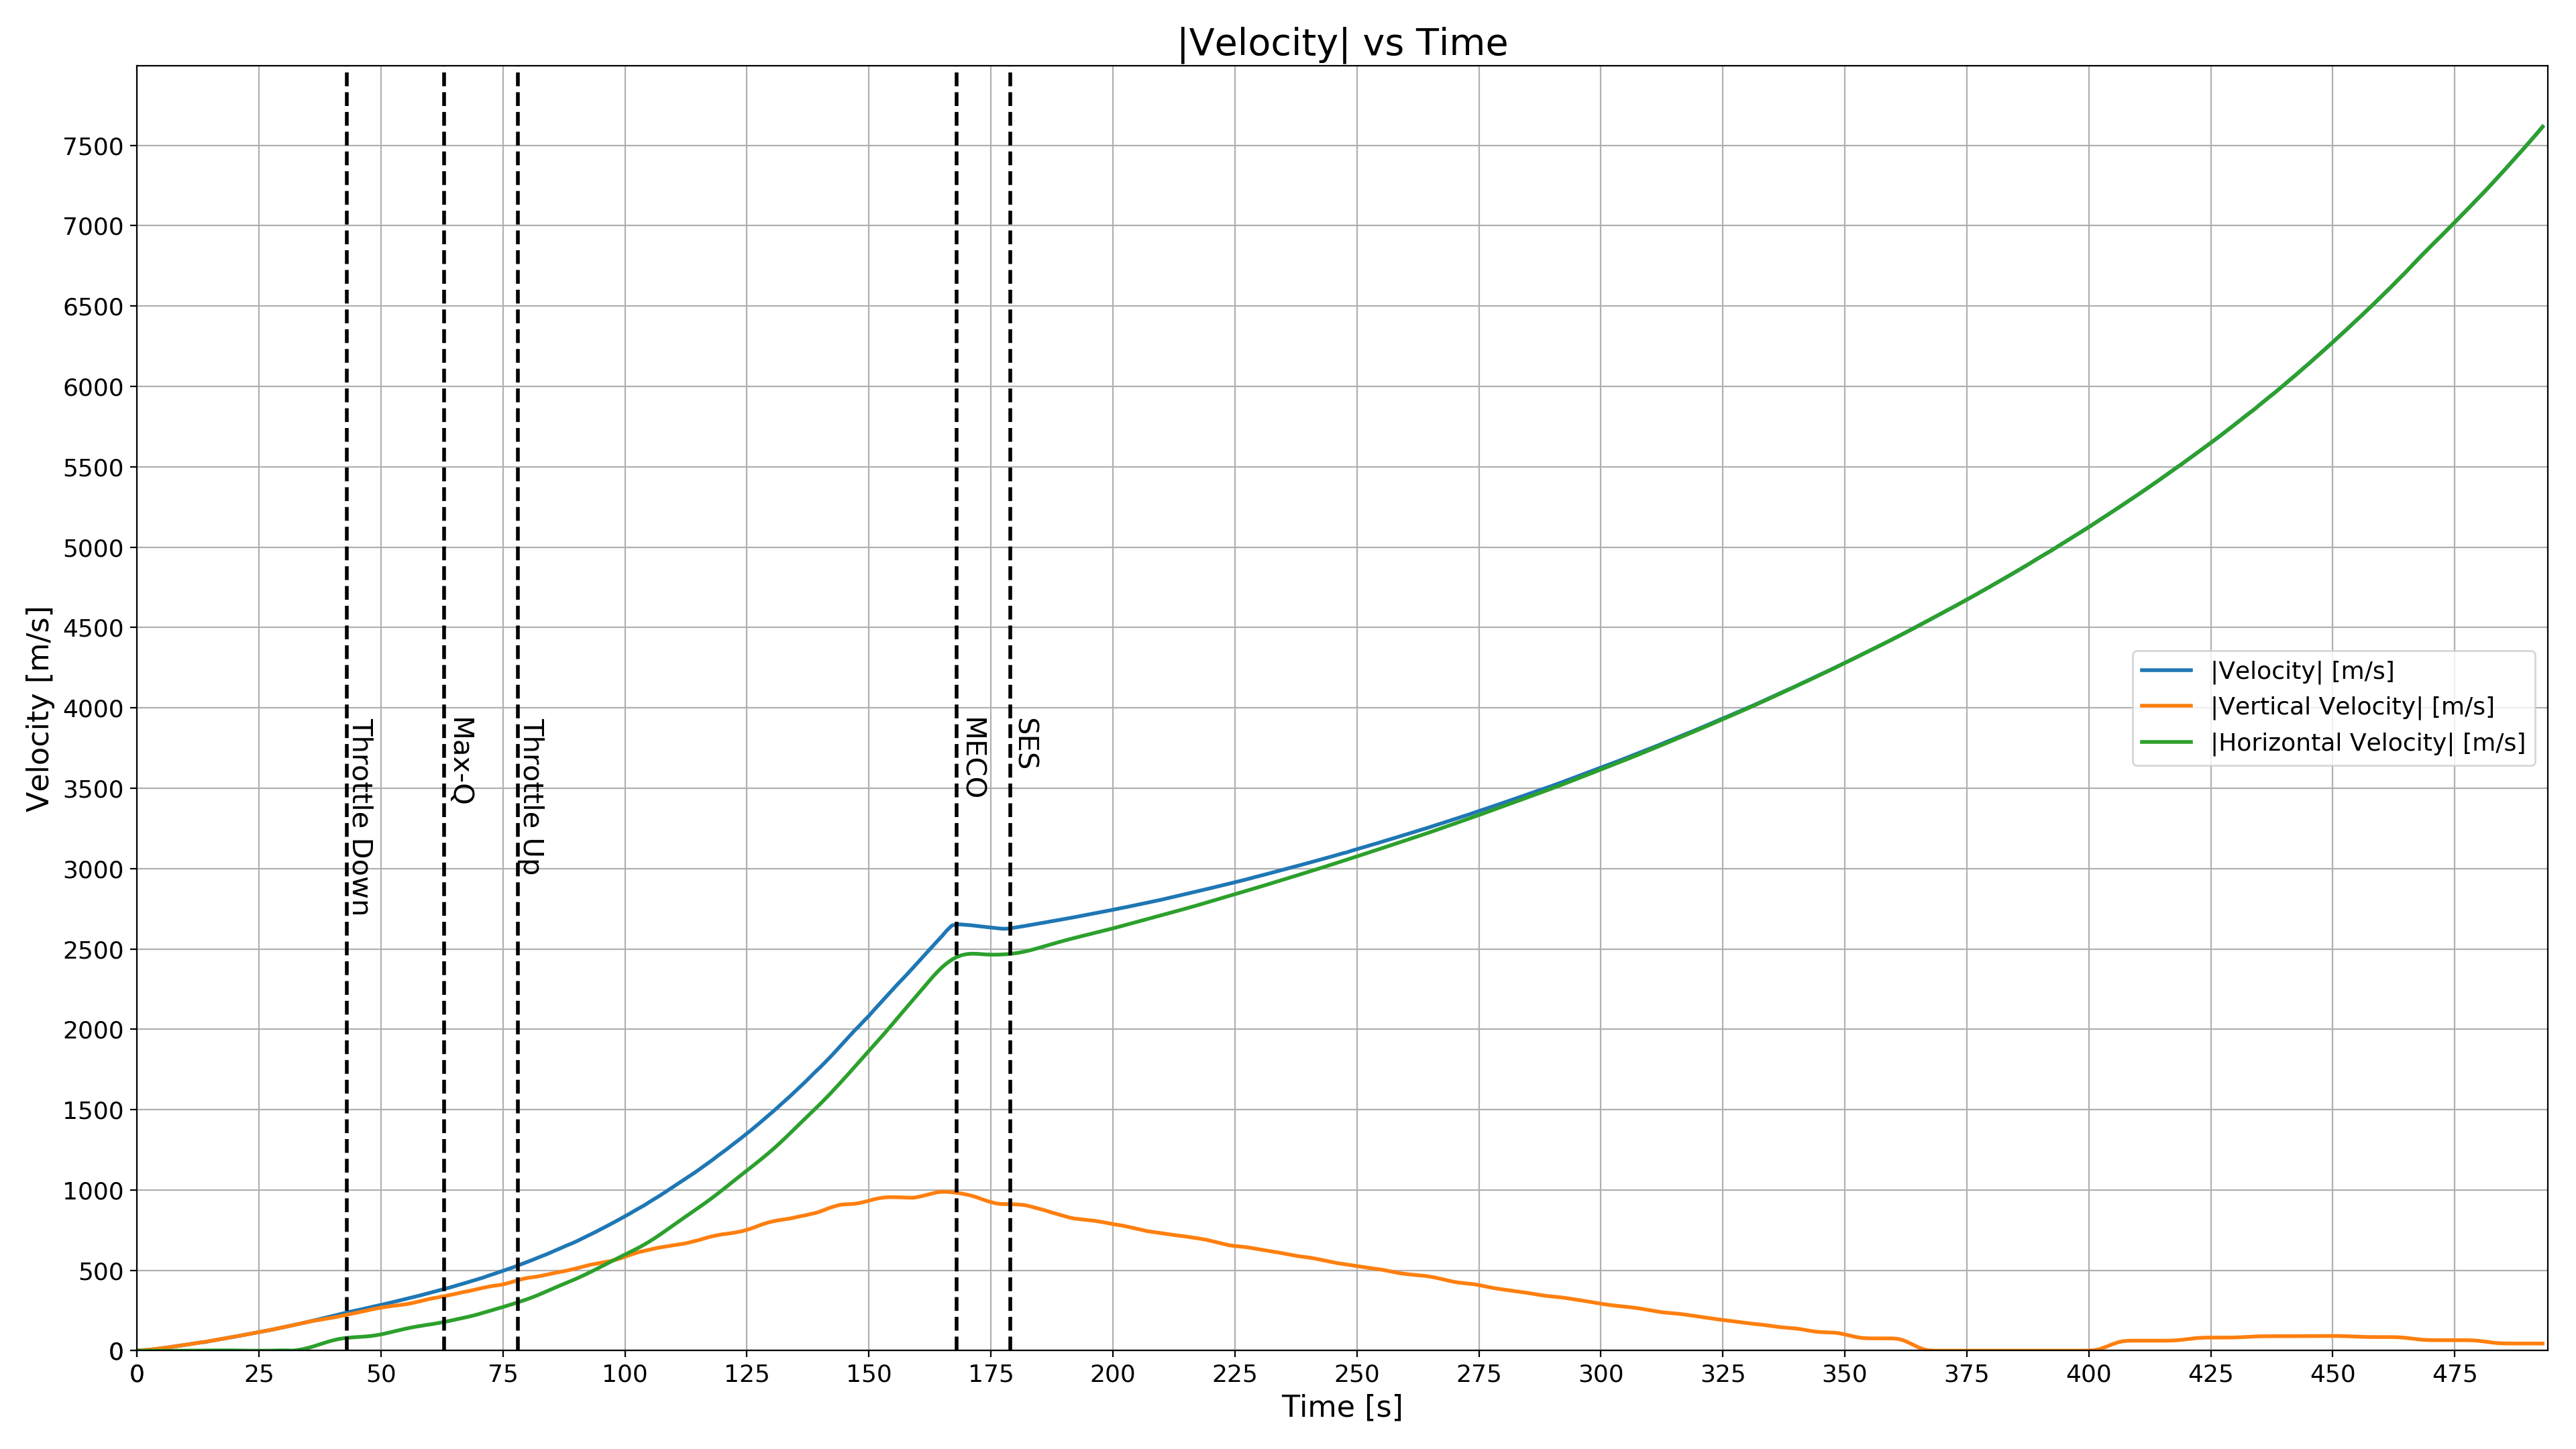 |Velocity| vs Time
Velocity [m/s]
7500
7000
6500
6000
5500
5000
4500
4000
3500
3000
2500
2000
1500
1000
500
0
Throttle Down
Max-Q
Throttle Up
MECO
SES
|Velocity| [m/s]
|Vertical Velocity| [m/s]
|Horizontal Velocity| [m/s]
0 25 50 75 100 125 150 175 200 225 250 275 300 325 350 375 400 425 450 475
Time [s]